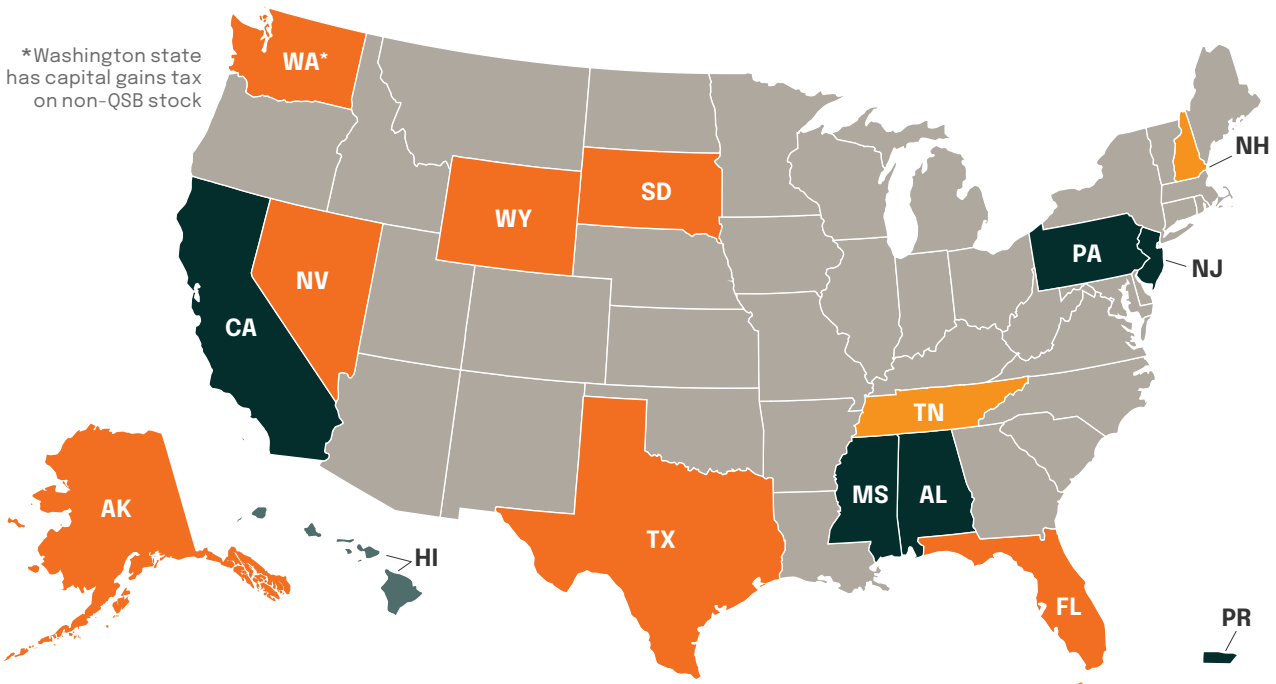 *Washington state
has capital gains tax
on non-QSB stock
WA*
NH
SD
WY
PA
NJ
NV
CA
TN
MS
AL
AK
TX
HI
FL
PR